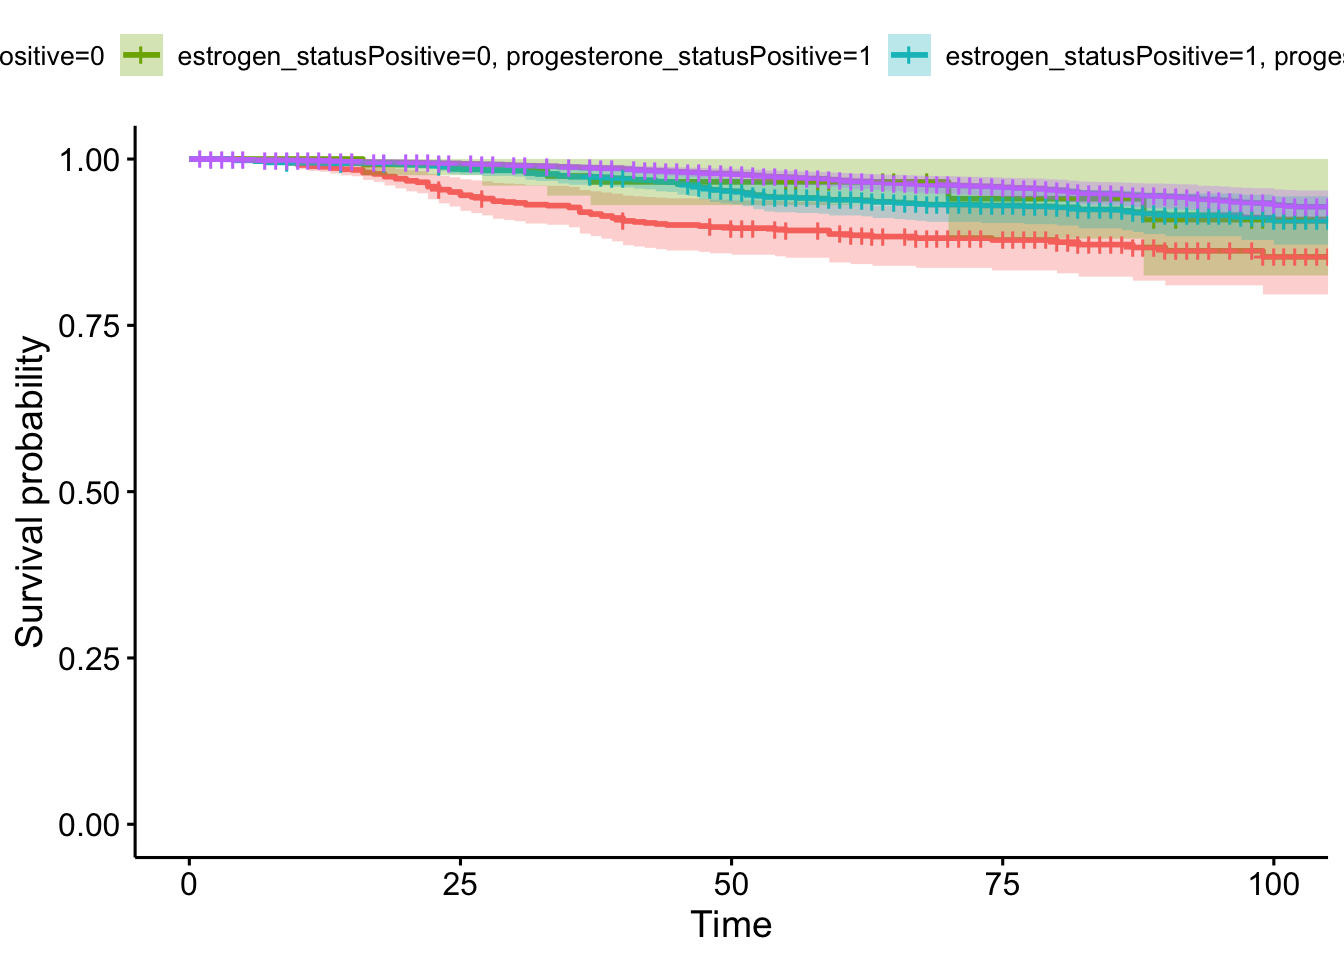 ositive=0 estrogen_statusPositive=0, progesterone_statusPositive=1 estrogen_statusPositive=1, proges
1.00
0.75
0.50
0.25
0.00
Survival probability
0 25 50 75 100
Time